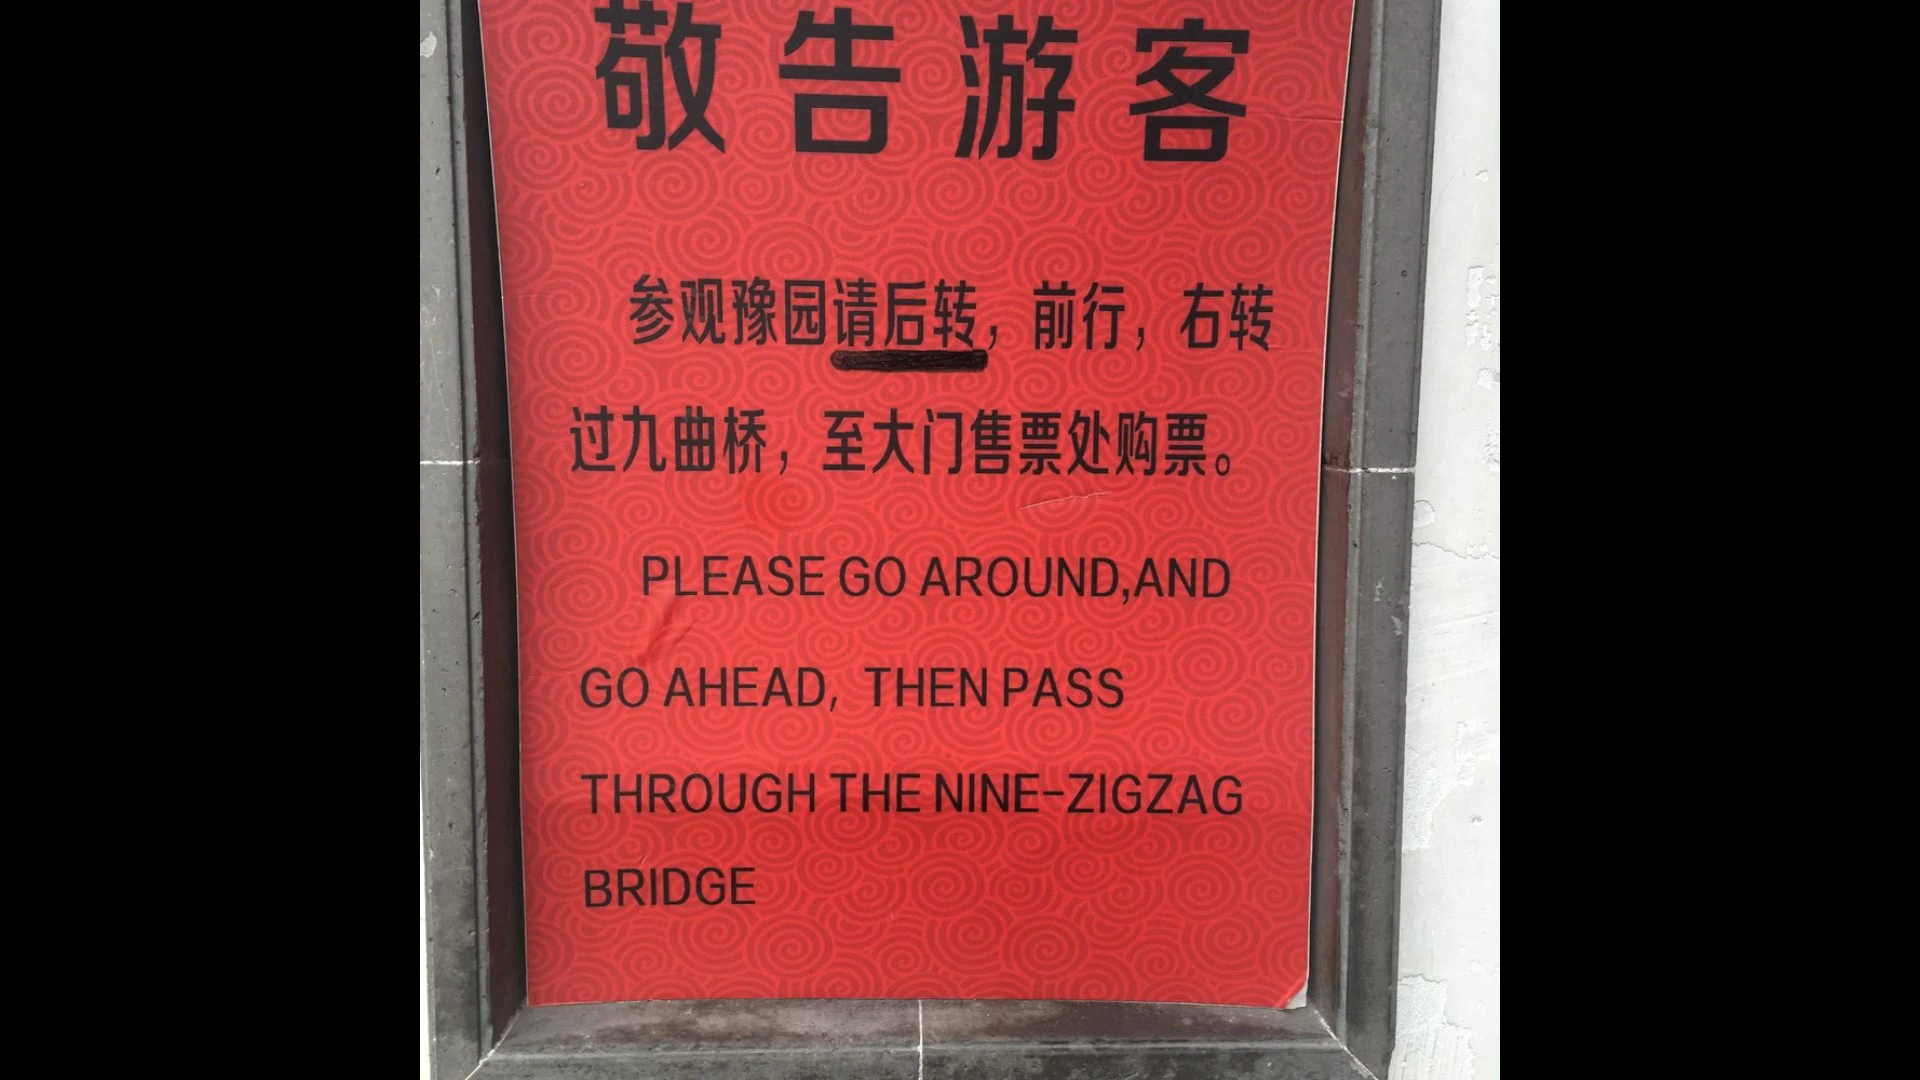 敬告游客
参观豫园请后转，前行，右转
过九曲桥，至大门售票处购票。
PLEASE GO AROUND,AND
GO AHEAD, THEN PASS
THROUGH THE NINE-ZIGZAG
BRIDGE